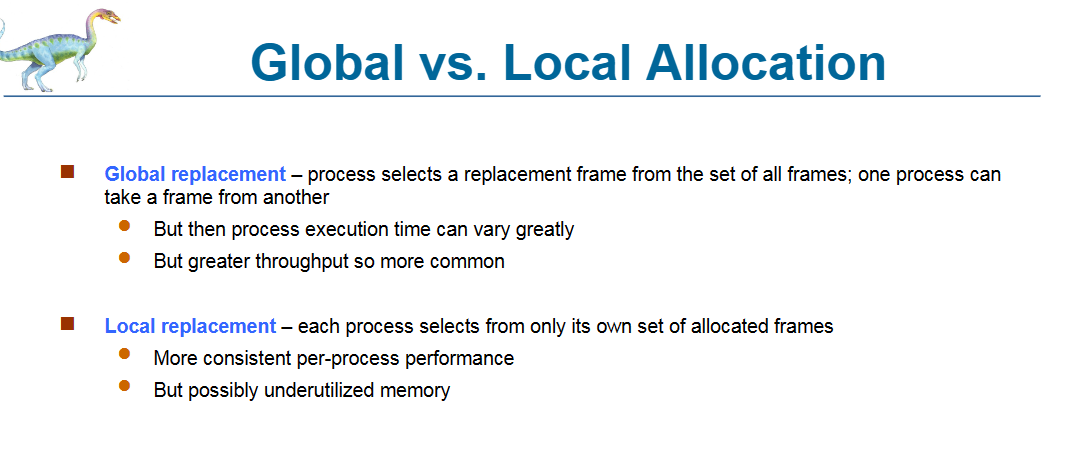 Global vs. Local Allocation
Global replacement – process selects a replacement frame from the set of all frames; one process can
take a frame from another
But then process execution time can vary greatly
But greater throughput so more common
Local replacement – each process selects from only its own set of allocated frames
More consistent per-process performance
But possibly underutilized memory